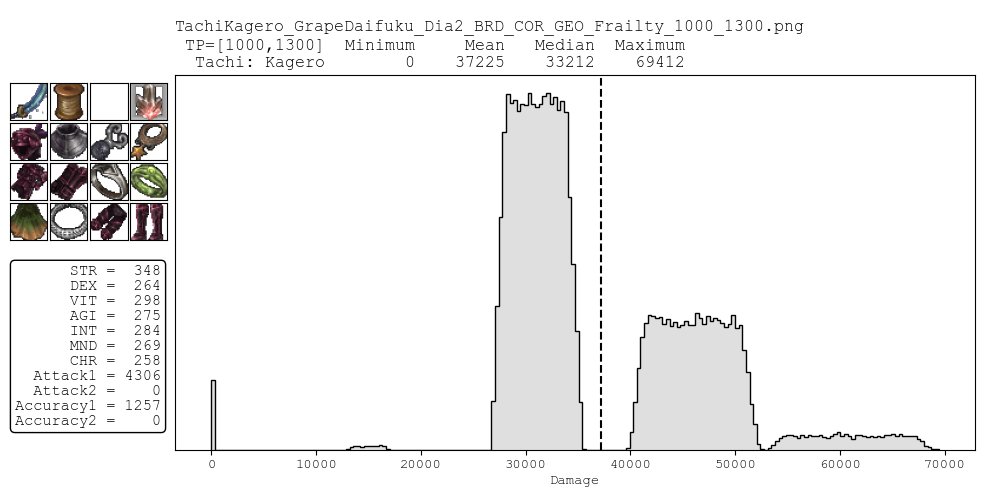 TachiKagero_GrapeDaifuku_Dia2_BRD_COR_GEO_Frailty_1000_1300.png
TP=[1000,1300] Minimum Mean Median Maximum
Tachi: Kagero 0 37225 33212 69412
STR = 348
DEX = 264
VIT = 298
AGI = 275
INT = 284
MND = 269
CHR = 258
Attack1 = 4306
Attack2 = 0
Accuracy1 = 1257
Accuracy2 = 0
0 10000 20000 30000 40000 50000 60000 70000
Damage